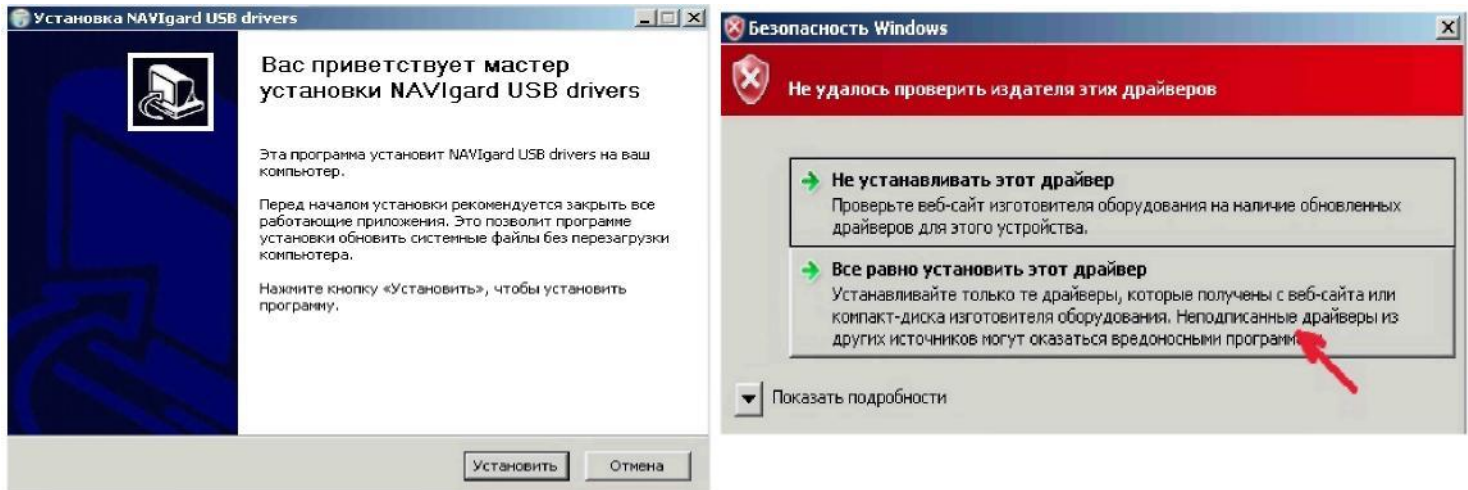 Установка NAVIgard USB drivers
Вас приветствует мастер
установки NAVIgard USB drivers
Эта программа установит NAVIgard USB drivers на ваш
компьютер.
Перед началом установки рекомендуется закрыть все
работающие приложения. Это позволит программе
установки обновить системные файлы без перезагрузки
компьютера.
Нажмите кнопку «Установить», чтобы установить
программу.
Установить
Отмена
Безопасность Windows
Не удалось проверить издателя этих драйверов
Не устанавливать этот драйвер
Проверьте веб-сайт изготовителя оборудования на наличие обновленных
драйверов для этого устройства.
Все равно установить этот драйвер
Устанавливайте только те драйверы, которые получены с веб-сайта или
компакт-диска изготовителя оборудования. Неподписанные драйверы из
других источников могут оказаться вредоносными
Показать подробности